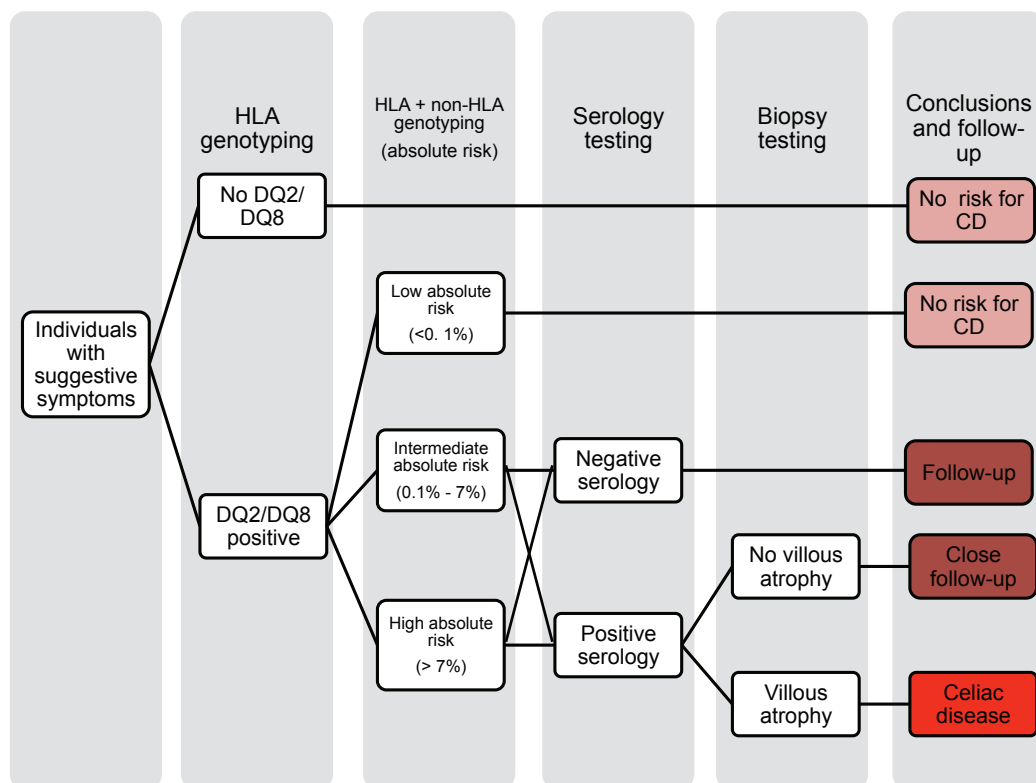 HLA
genotyping
HLA + non-HLA
genotyping
(absolute risk)
Serology
testing
Biopsy
testing
Conclusions
and follow-
up
No DQ2/
DQ8
No risk for
CD
Low absolute
risk
(<0. 1%)
No risk for
CD
Individuals
with
suggestive
symptoms
Intermediate
absolute risk
(0.1% - 7%)
Negative
serology
Follow-up
DQ2/DQ8
positive
No villous
atrophy
Close
follow-up
High absolute
risk
(> 7%)
Positive
serology
Villous
atrophy
Celiac
disease